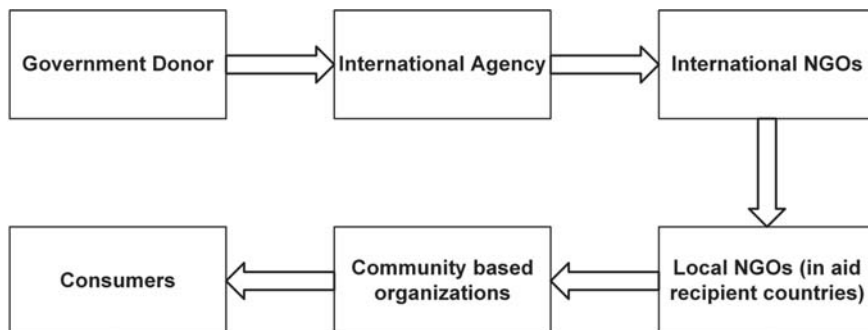 Government Donor
International Agency
International NGOs
Consumers
Community based
organizations
Local NGOs (in aid
recipient countries)